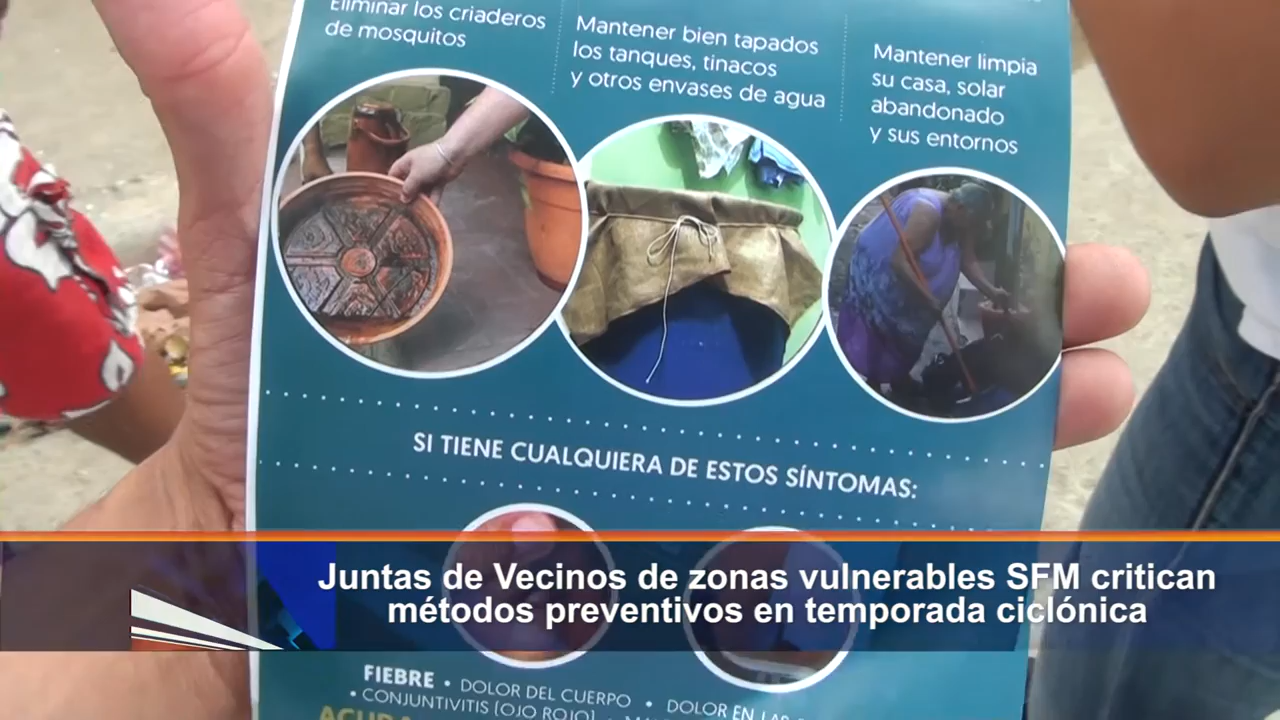 Eliminar los criaderos
de mosquitos
Mantener bien tapados
los tanques, tinacos
y otros envases de agua
Mantener limpia
su casa, solar
abandonado
y sus entornos
SI TIENE CUALQUIERA DE ESTOS SÍNTOMAS:
Juntas de Vecinos de zonas vulnerables SFM critican
métodos preventivos en temporada ciclónica
FIEBRE • DOLOR DEL CUERPO • DOLOR EN LAS
• CONJUNTIVITIS (OJO ROJO)